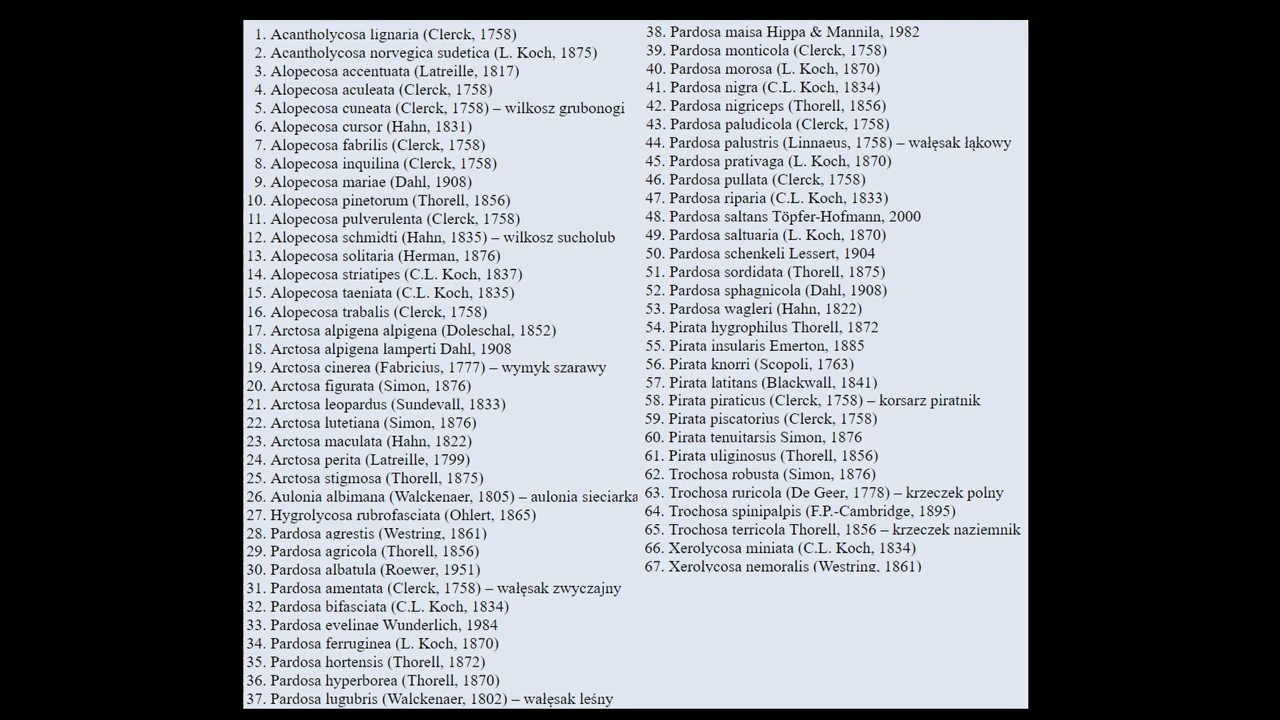 1. Acantholycosa lignaria (Clerck, 1758)
2. Acantholycosa norvegica sudetica (L. Koch, 1875)
3. Alopecosa accentuata (Latreille, 1817)
4. Alopecosa aculeata (Clerck, 1758)
5. Alopecosa cuneata (Clerck, 1758) – wilkosz grubonogi
6. Alopecosa cursor (Hahn, 1831)
7. Alopecosa fabrilis (Clerck, 1758)
8. Alopecosa inquilina (Clerck, 1758)
9. Alopecosa mariae (Dahl, 1908)
10. Alopecosa pinetorum (Thorell, 1856)
11. Alopecosa pulverulenta (Clerck, 1758)
12. Alopecosa schmidti (Hahn, 1835) – wilkosz sucholub
13. Alopecosa solitaria (Herman, 1876)
14. Alopecosa striatipes (C.L. Koch, 1837)
15. Alopecosa taeniata (C.L. Koch, 1835)
16. Alopecosa trabalis (Clerck, 1758)
17. Arctosa alpigena alpigena (Doleschal, 1852)
18. Arctosa alpigena lamperti Dahl, 1908
19. Arctosa cinerea (Fabricius, 1777) – wymyk szarawy
20. Arctosa figurata (Simon, 1876)
21. Arctosa leopardus (Sundevall, 1833)
22. Arctosa lutetiana (Simon, 1876)
23. Arctosa maculata (Hahn, 1822)
24. Arctosa perita (Latreille, 1799)
25. Arctosa stigmosa (Thorell, 1875)
26. Aulonia albimana (Walckenaer, 1805) – aulonia sieciarka
27. Hygrolycosa rubrofasciata (Ohlert, 1865)
28. Pardosa agrestis (Westring, 1861)
29. Pardosa agricola (Thorell, 1856)
30. Pardosa albatula (Roewer, 1951)
31. Pardosa amentata (Clerck, 1758) – wałęsak zwyczajny
32. Pardosa bifasciata (C.L. Koch, 1834)
33. Pardosa evelinae Wunderlich, 1984
34. Pardosa ferruginea (L. Koch, 1870)
35. Pardosa hortensis (Thorell, 1872)
36. Pardosa hyperborea (Thorell, 1870)
37. Pardosa lugubris (Walckenaer, 1802) – wałęsak leśny
38. Pardosa maisa Hippa & Mannila, 1982
39. Pardosa monticola (Clerck, 1758)
40. Pardosa morosa (L. Koch, 1870)
41. Pardosa nigra (C.L. Koch, 1834)
42. Pardosa nigriceps (Thorell, 1856)
43. Pardosa paludicola (Clerck, 1758)
44. Pardosa palustris (Linnaeus, 1758) – wałęsak łąkowy
45. Pardosa prativaga (L. Koch, 1870)
46. Pardosa pullata (Clerck, 1758)
47. Pardosa riparia (C.L. Koch, 1833)
48. Pardosa saltans Töpfer-Hofmann, 2000
49. Pardosa saltuaria (L. Koch, 1870)
50. Pardosa schenkeli Lessert, 1904
51. Pardosa sordidata (Thorell, 1875)
52. Pardosa sphagnicola (Dahl, 1908)
53. Pardosa wagleri (Hahn, 1822)
54. Pirata hygrophilus Thorell, 1872
55. Pirata insularis Emerton, 1885
56. Pirata knorri (Scopoli, 1763)
57. Pirata latitans (Blackwall, 1841)
58. Pirata piraticus (Clerck, 1758) – korsarz piratnik
59. Pirata piscatorius (Clerck, 1758)
60. Pirata tenuitarsis Simon, 1876
61. Pirata uliginosus (Thorell, 1856)
62. Trochosa robusta (Simon, 1876)
63. Trochosa ruricola (De Geer, 1778) – krzeczek polny
64. Trochosa spinipalpis (F.P.-Cambridge, 1895)
65. Trochosa terricola Thorell, 1856 – krzeczek naziemnik
66. Xerolycosa miniata (C.L. Koch, 1834)
67. Xerolycosa nemoralis (Westring, 1861)